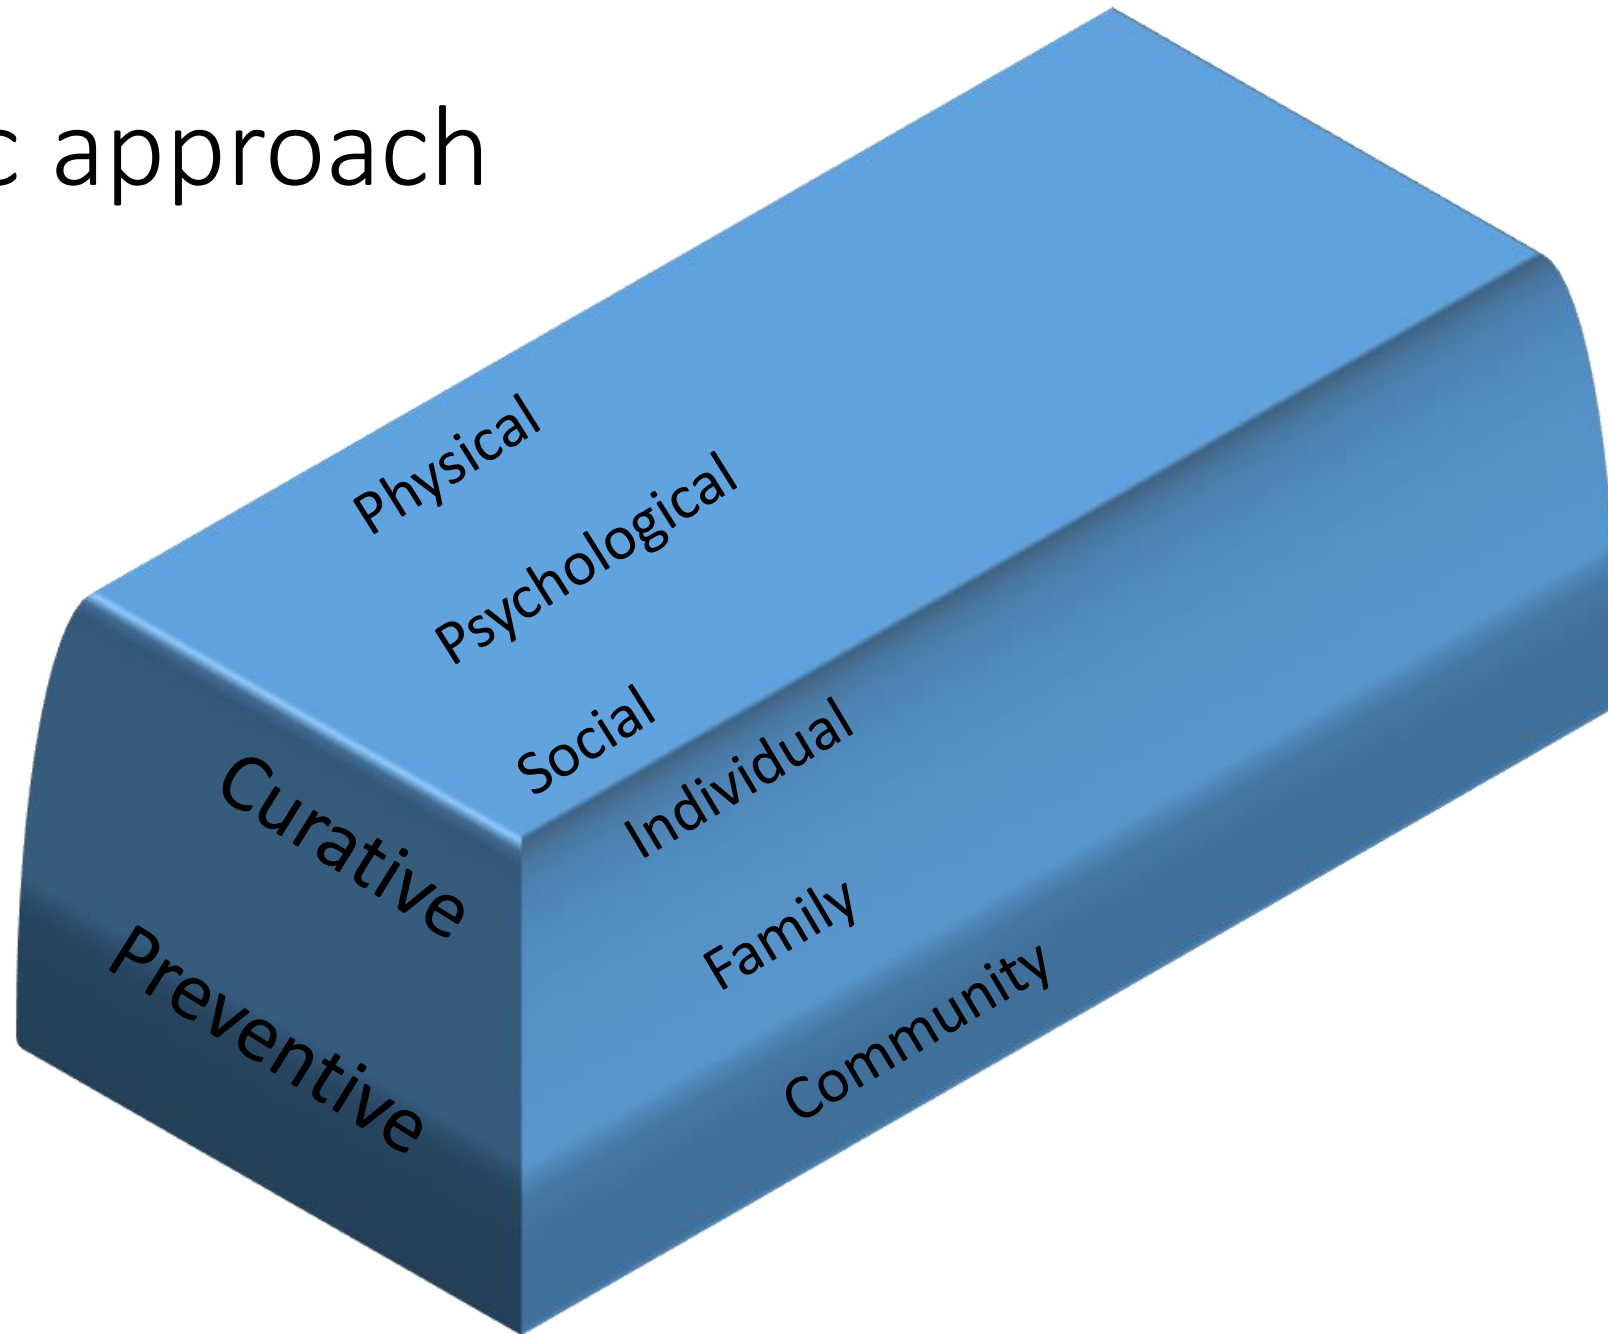 c approach
Physical
Psychological
Social
Individual
Family
Community
Curative
Preventive